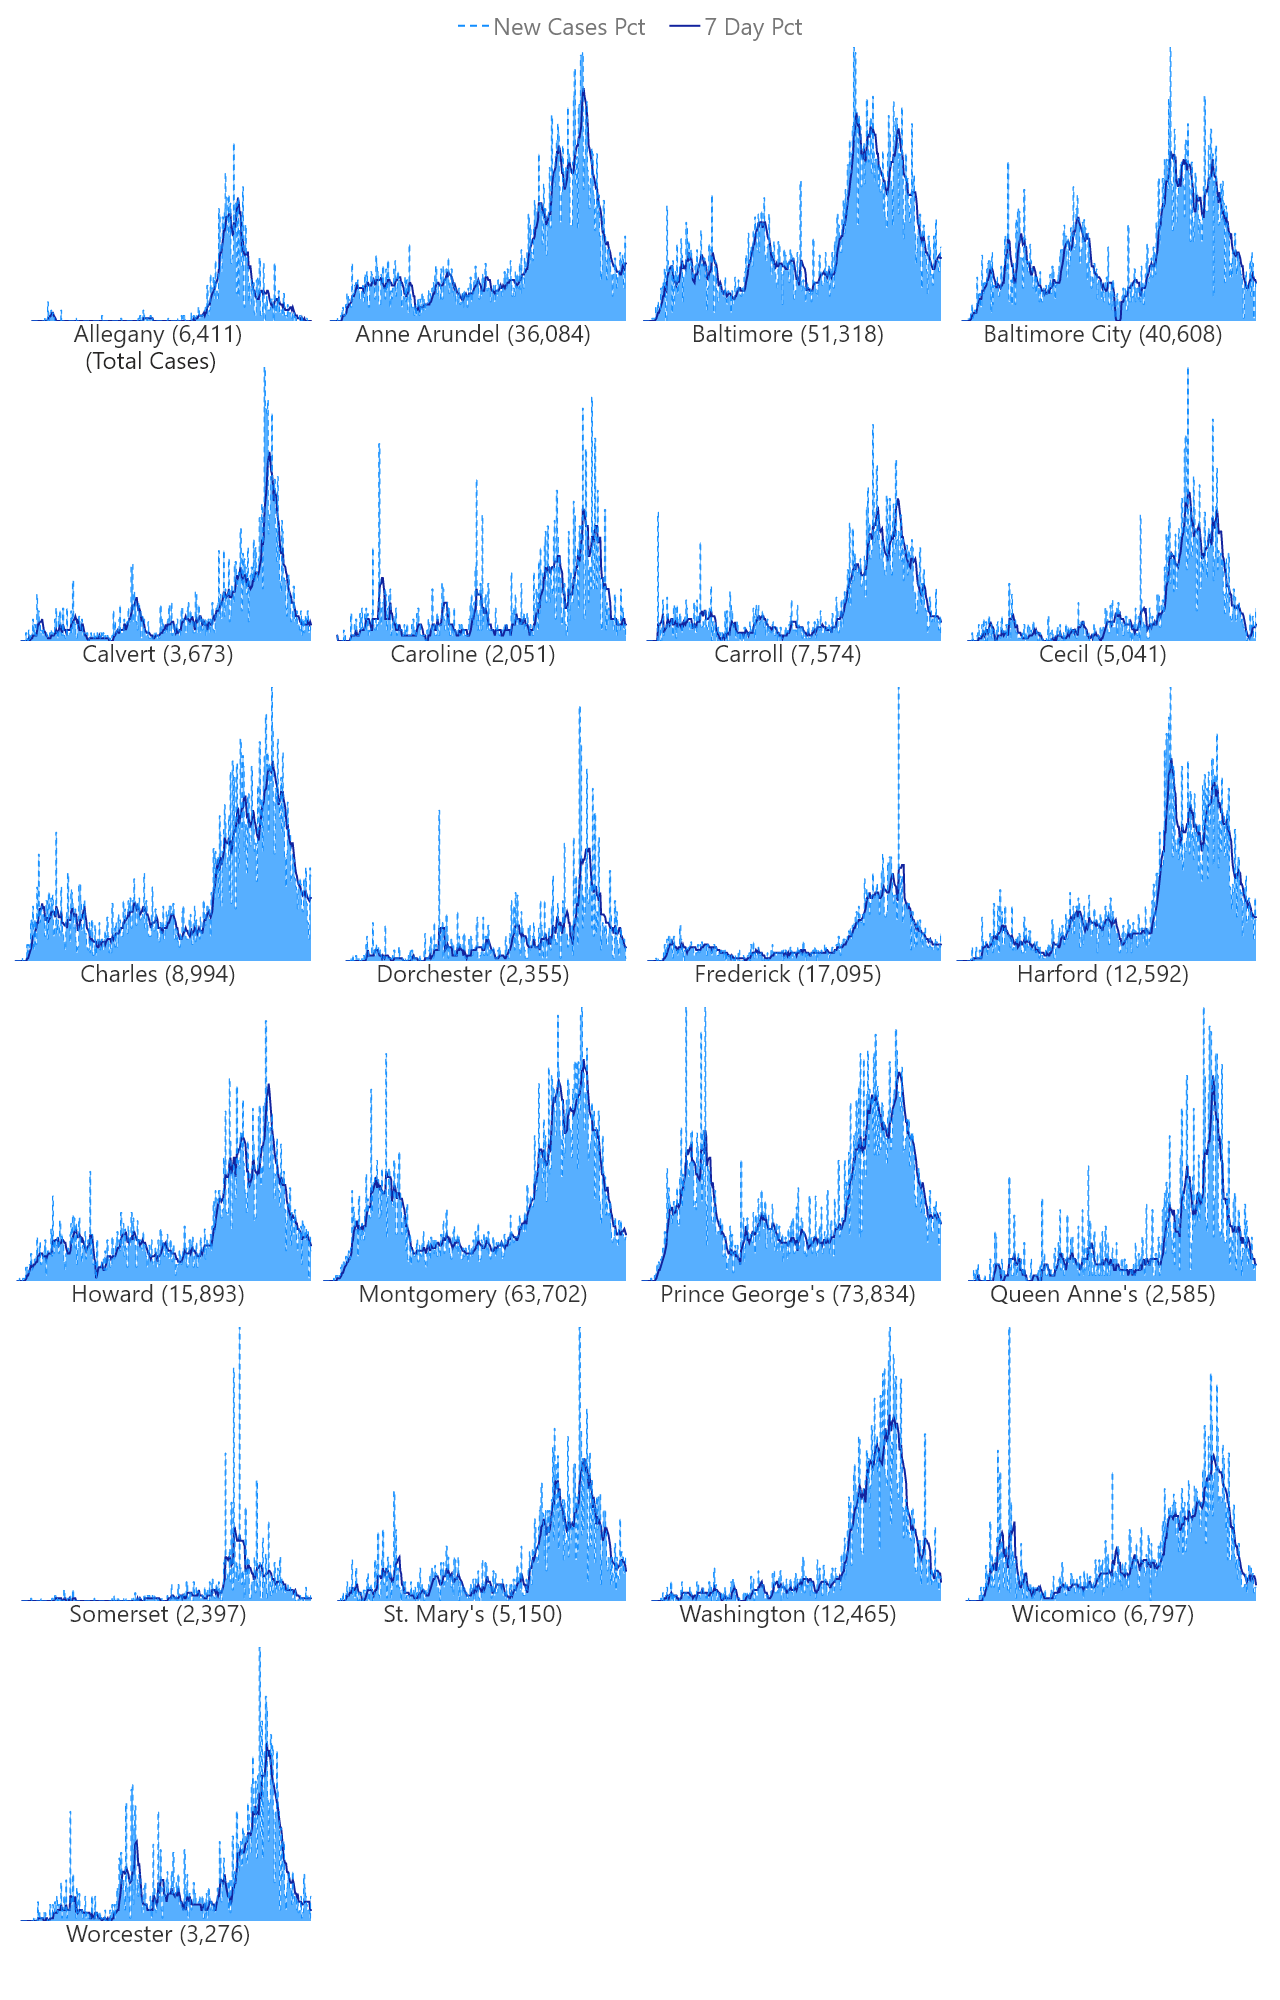 New Cases Pct 7 Day Pct
Allegany (6,411) Anne Arundel (36,084) Baltimore (51,318) Baltimore City (40,608)
(Total Cases)
Calvert (3,673) Caroline (2,051) Carroll (7,574) Cecil (5,041)
Charles (8,994) Dorchester (2,355) Frederick (17,095) Harford (12,592)
Howard (15,893) Montgomery (63,702) Prince George's (73,834) Queen Anne's (2,585)
Somerset (2,397) St. Mary's (5,150) Washington (12,465) Wicomico (6,797)
Worcester (3,276)